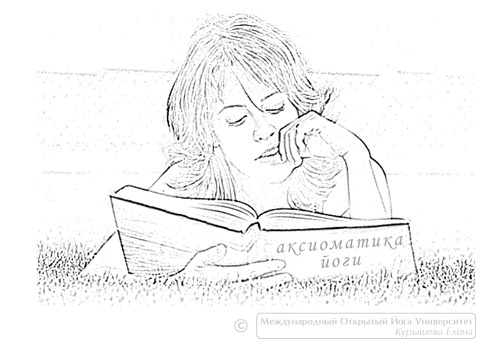 аксиоматика
йоги
© Международный Открытый Йога Университет
Курышева Елена